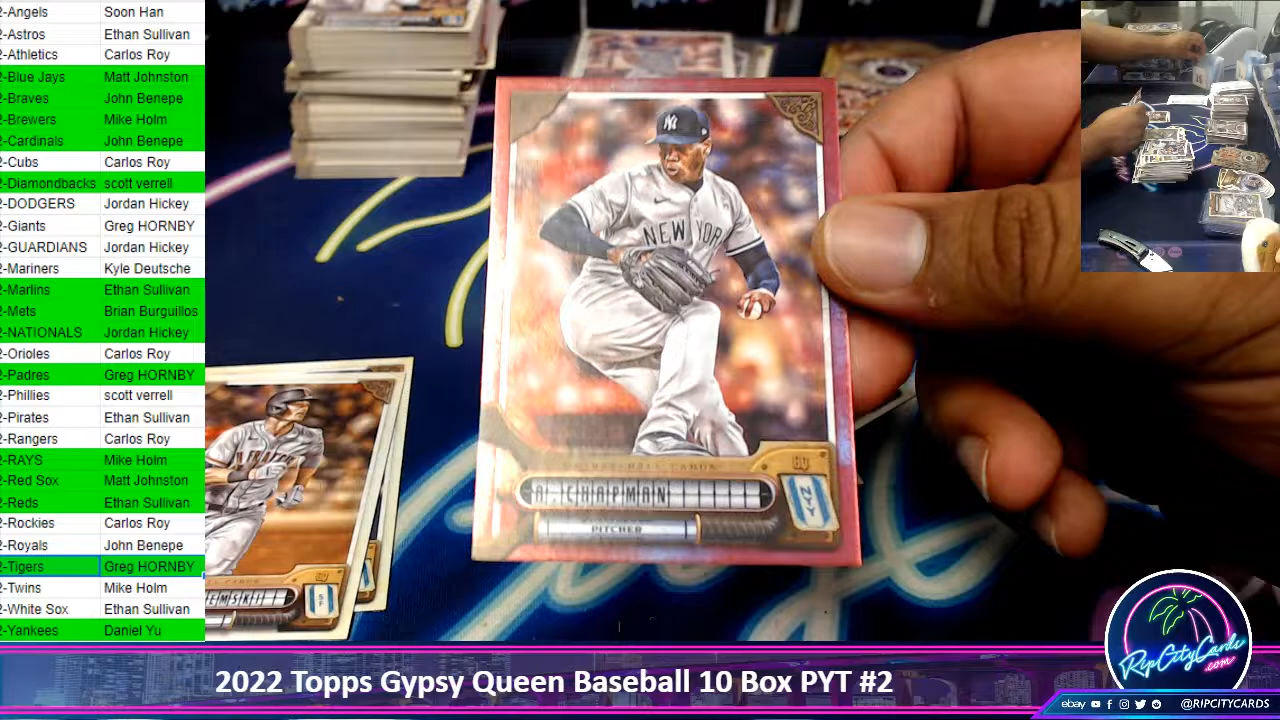 2-Angels Soon Han
2-Astros Ethan Sullivan
2-Athletics Carlos Roy
2-Blue Jays Matt Johnston
2-Braves John Benepe
2-Brewers Mike Holm
2-Cardinals John Benepe
2-Cubs Carlos Roy
2-Diamondbacks scott verrell
2-DODGERS Jordan Hickey
2-Giants Greg HORNBY
2-GUARDIANS Jordan Hickey
2-Mariners Kyle Deutsche
2-Marlins Ethan Sullivan
2-Mets Brian Burguillos
2-NATIONALS Jordan Hickey
2-Orioles Carlos Roy
2-Padres Greg HORNBY
2-Phillies scott verrell
2-Pirates Ethan Sullivan
2-Rangers Carlos Roy
2-RAYS Mike Holm
2-Red Sox Matt Johnston
2-Reds Ethan Sullivan
2-Rockies Carlos Roy
2-Royals John Benepe
2-Tigers Greg HORNBY
2-Twins Mike Holm
2-White Sox Ethan Sullivan
2-Yankees Daniel Yu
NY
NEW YOR
A. CHAPMAN
PITCHER
NYY
GQ
EMSKI
SF
2022 Topps Gypsy Queen Baseball 10 Box PYT #2
RipCityCards
.com
ebay @RIPCITYCARDS